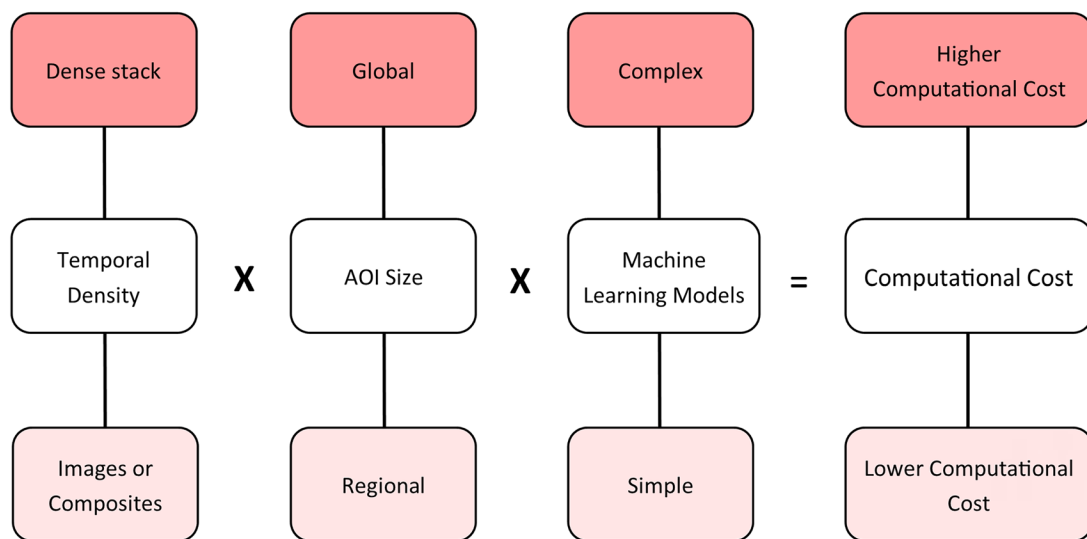 Dense stack
Global
Complex
Higher
Computational Cost
Temporal
Density
X
AOI Size
X
Machine
Learning Models
=
Computational Cost
Images or
Composites
Regional
Simple
Lower Computational
Cost